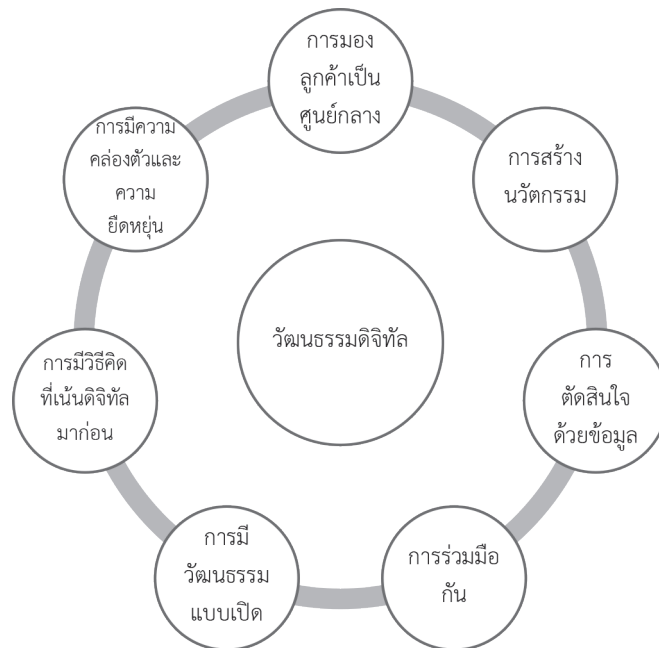 การมอง
ลูกค้าเป็น
ศูนย์กลาง
การสร้าง
นวัตกรรม
การ
ตัดสินใจ
ด้วยข้อมูล
การร่วมมือ
กัน
การมี
วัฒนธรรม
แบบเปิด
การมีวิธีคิด
ที่เน้นดิจิทัล
มาก่อน
การมีความ
คล่องตัวและ
ความ
ยืดหยุ่น
วัฒนธรรมดิจิทัล